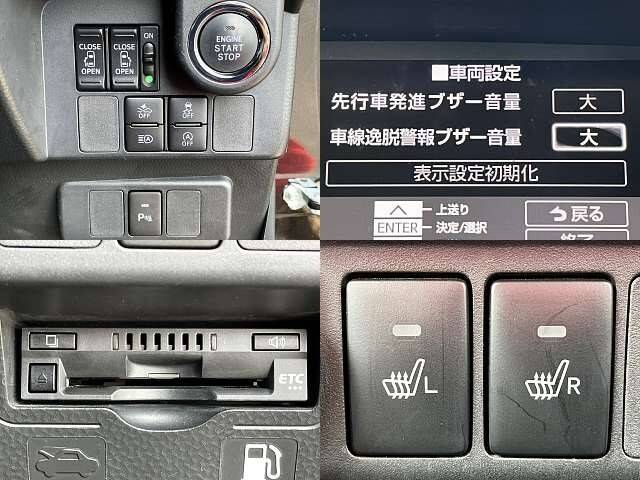 CLOSE
OPEN
CLOSE
OPEN
ON
ENGINE
START
STOP
OFF
OFF
A
A
OFF
P
■車両設定
先行車発進ブザー音量
大
車線逸脱警報ブザー音量
大
表示設定初期化
上送り
戻る
ENTER
決定/選択
終了
ETC
L
R